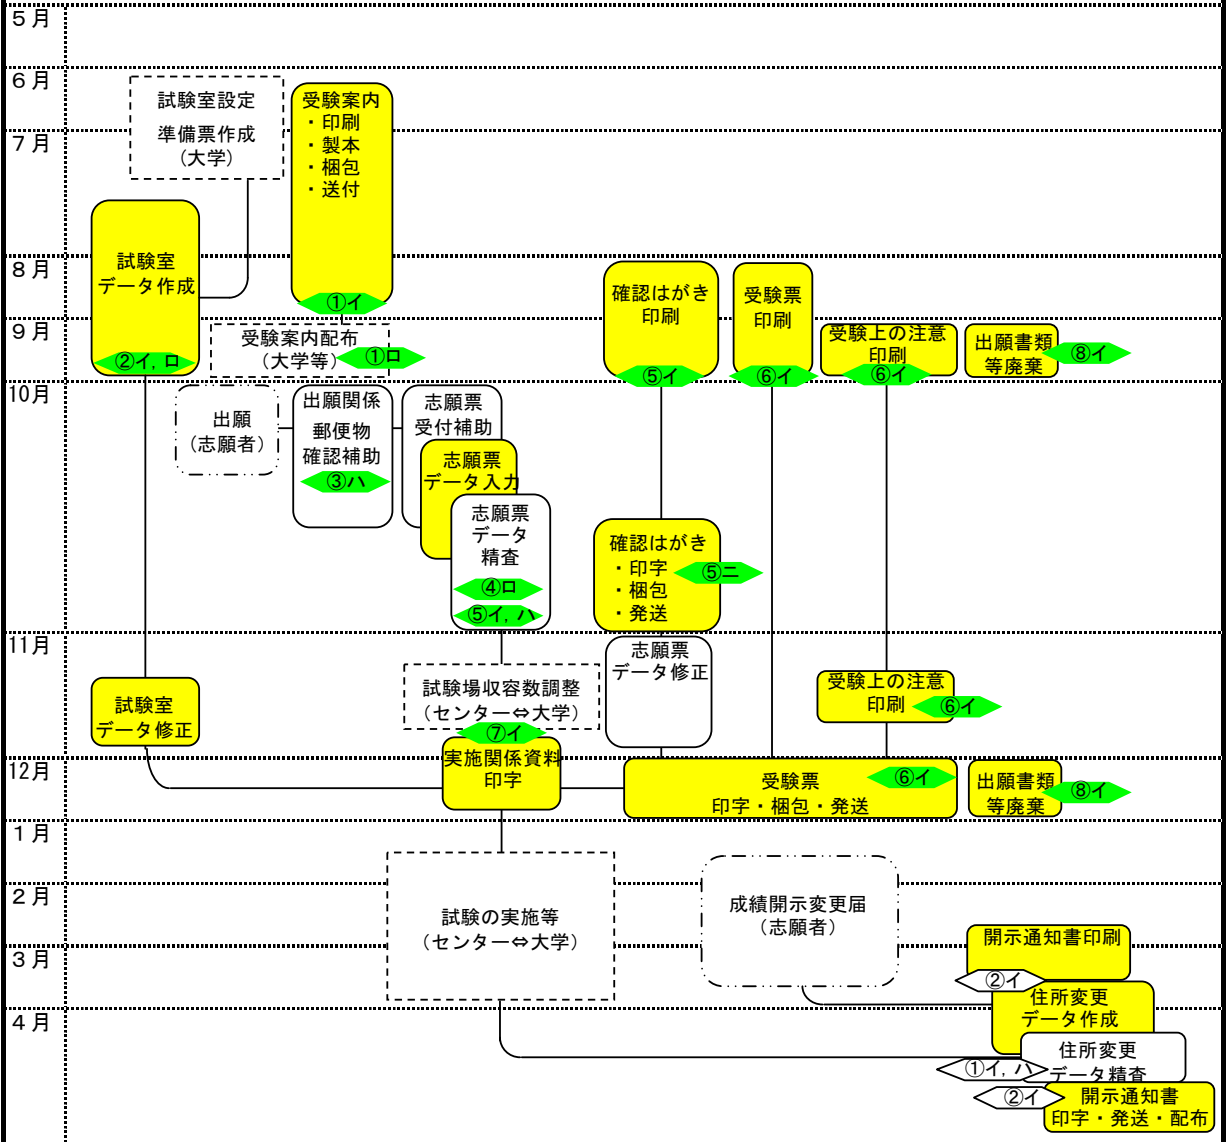 ５月
６月
試験室設定
準備票作成
（大学）
受験案内
・印刷
・製本
・梱包
・送付
７月
試験室
データ作成
②イ, ロ
８月
①イ
確認はがき
印刷
⑤イ
受験票
印刷
⑥イ
９月
受験案内配布
（大学等）
①ロ
受験上の注意
印刷
⑥イ
出願書類
等廃棄
⑧イ
10月
出願
（志願者）
出願関係
郵便物
確認補助
③ハ
志願票
受付補助
志願票
データ入力
志願票
データ
精査
④ロ
⑤イ, ハ
確認はがき
・印字
・梱包
・発送
⑤ニ
11月
試験室
データ修正
試験場収容数調整
（センター⇔大学）
⑦イ
志願票
データ修正
受験上の注意
印刷
⑥イ
12月
実施関係資料
印字
受験票
印字・梱包・発送
⑥イ
出願書類
等廃棄
⑧イ
１月
２月
試験の実施等
（センター⇔大学）
成績開示変更届
（志願者）
３月
開示通知書印刷
②イ
住所変更
データ作成
４月
住所変更
データ精査
①イ, ハ
②イ
開示通知書
印字・発送・配布